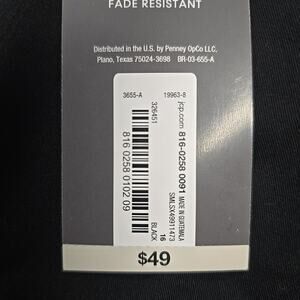 FADE RESISTANT
Distributed in the U.S. by Penney OpCo LLC,
Plano, Texas 75024-3698 BR-03-655-A
3655-A 19963-8
326451
816 0258 0102 09
BLACK 16
jcp.com 816-0258 0091
MADE IN GUATEMALA
SMLSX49911473
$49